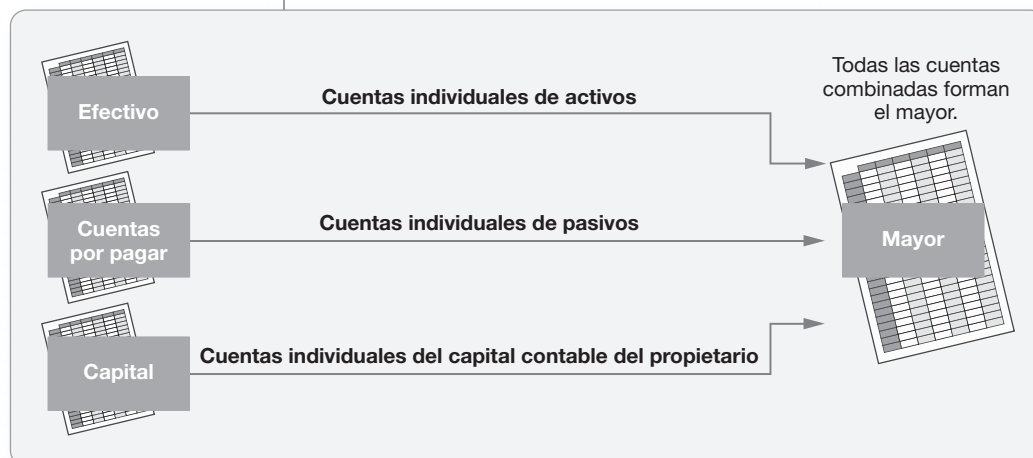 Efectivo
Cuentas individuales de activos
Todas las cuentas
combinadas forman
el mayor.
Cuentas
por pagar
Cuentas individuales de pasivos
Mayor
Capital
Cuentas individuales del capital contable del propietario